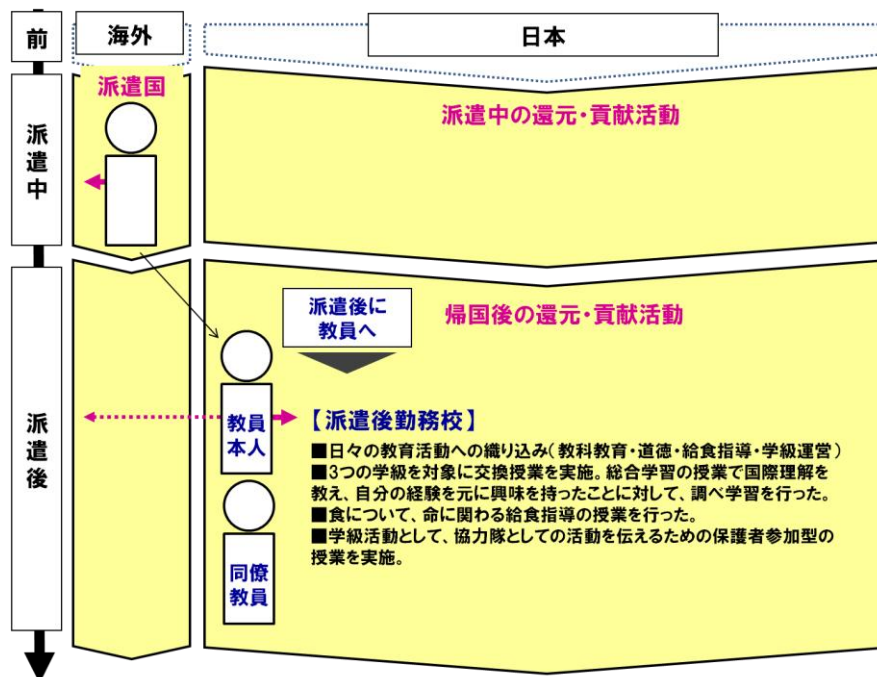 前
海外
日本
派遣中
派遣国
派遣中の還元・貢献活動
派遣後
派遣後に
教員へ
帰国後の還元・貢献活動
教員
本人
【派遣後勤務校】
■日々の教育活動への織り込み(教科教育・道徳・給食指導・学級運営)
■3つの学級を対象に交換授業を実施。総合学習の授業で国際理解を
教え、自分の経験を元に興味を持ったことに対して、調べ学習を行った。
■食について、命に関わる給食指導の授業を行った。
■学級活動として、協力隊としての活動を伝えるための保護者参加型の
授業を実施。
同僚
教員